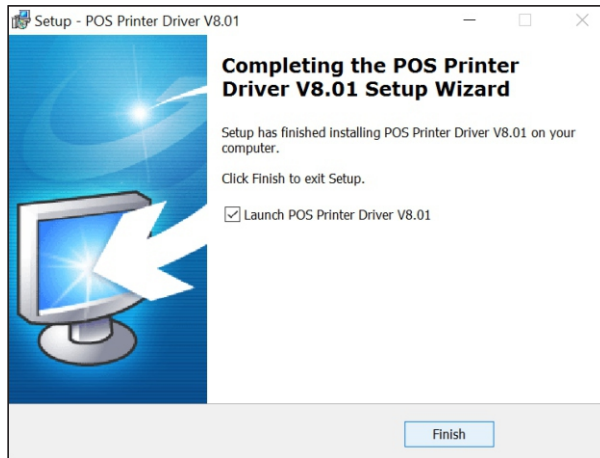 Setup - POS Printer Driver V8.01
Completing the POS Printer
Driver V8.01 Setup Wizard
Setup has finished installing POS Printer Driver V8.01 on your
computer.
Click Finish to exit Setup.
Launch POS Printer Driver V8.01
Finish